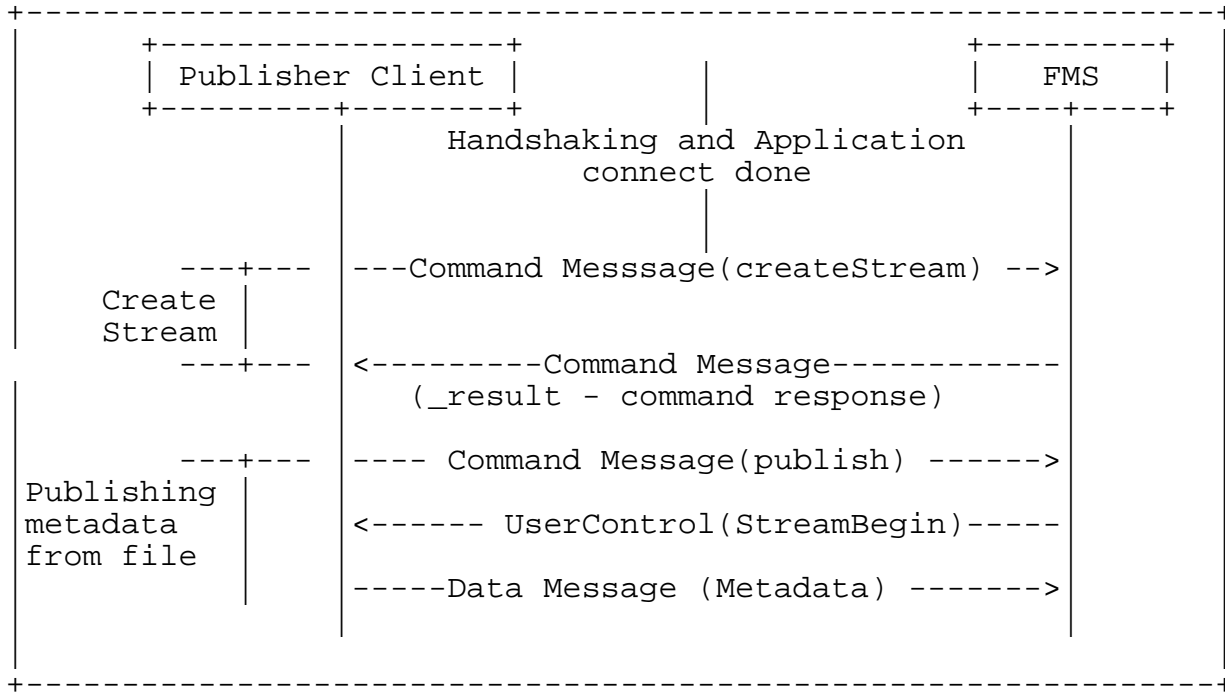 Publisher Client
FMS
Handshaking and Application
connect done
---+--- ---Command Messsage(createStream) -->
Create
Stream
---+--- <---------Command Message------------
(_result - command response)
---+--- ---- Command Message(publish) ------>
Publishing
metadata <------ UserControl(StreamBegin)-----
from file
-----Data Message (Metadata) ------->